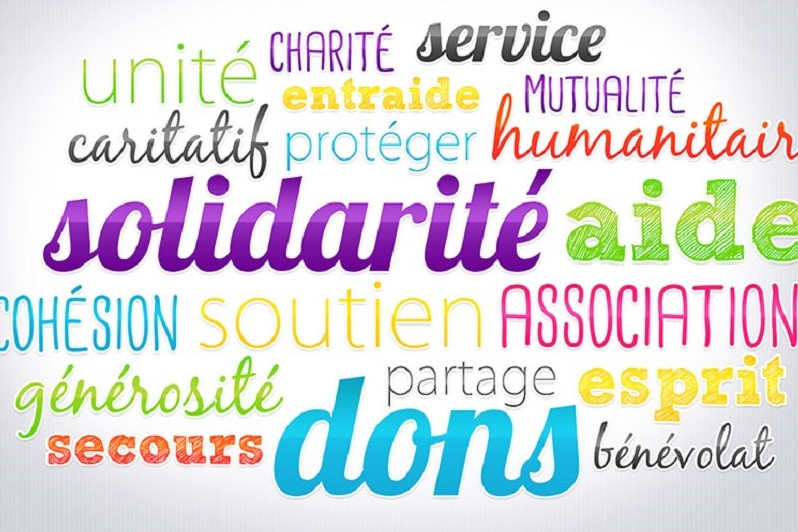 unité CHARITÉ service
entraide MUTUALITÉ
caritatif protéger humanitair
solidarité aide
COHÉSION soutien ASSOCIATION
générosité partage esprit
secours dons bénévolat